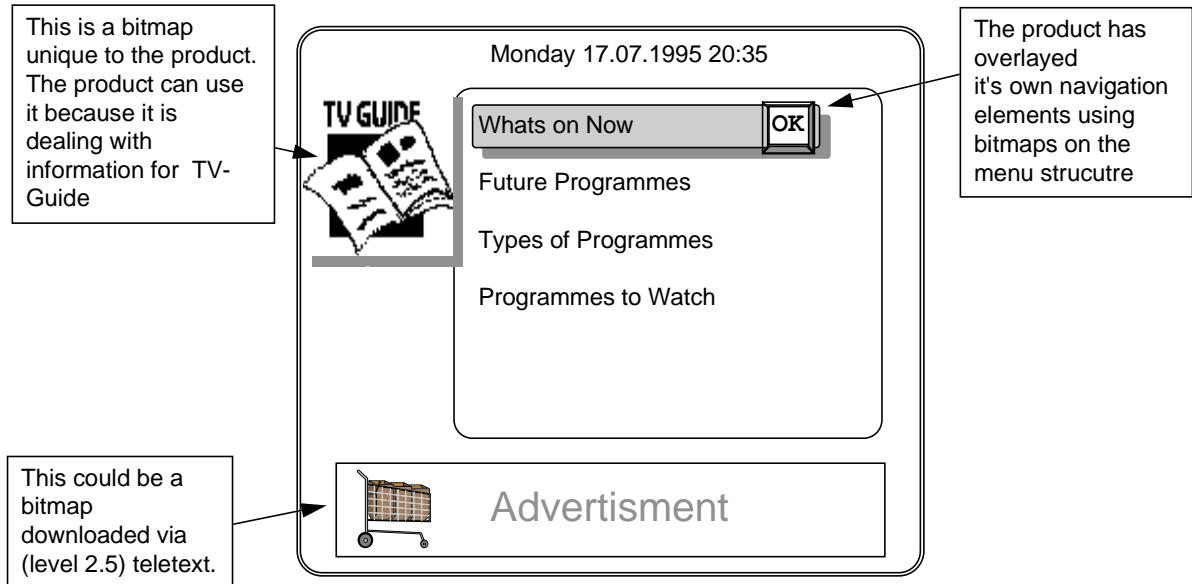 This is a bitmap
unique to the product.
The product can use
it because it is
dealing with
information for TV-
Guide
Monday 17.07.1995 20:35
The product has
overlayed
it's own navigation
elements using
bitmaps on the
menu strucutre
TV GUIDE
Whats on Now
OK
Future Programmes
Types of Programmes
Programmes to Watch
This could be a
bitmap
downloaded via
(level 2.5) teletext.
Advertisment